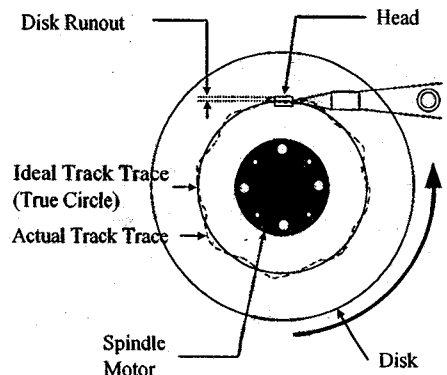 Disk Runout
Head
Ideal Track Trace
(True Circle)
Actual Track Trace
Spindle
Motor
Disk